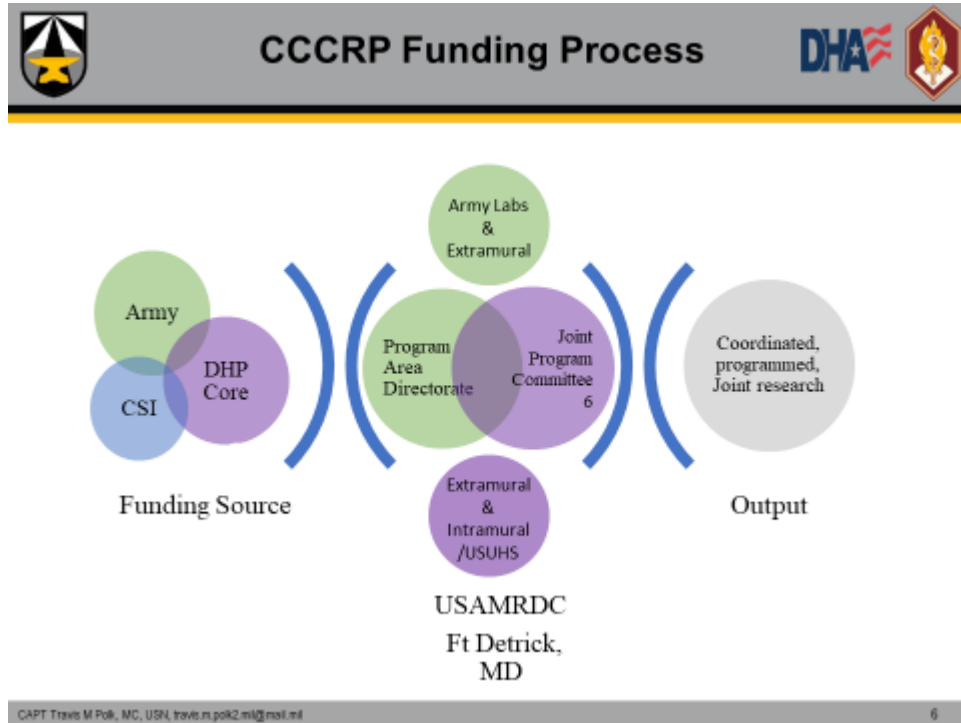 CCCRP Funding Process
DHA
Army
DHP
Core
CSI
Funding Source
Army Labs
&
Extramural
Program
Area
Directorate
Joint
Program
Committee
6
Extramural
&
Intramural
/USUHS
USAMRDC
Ft Detrick,
MD
Coordinated,
programmed,
Joint research
Output
CAPT Travis M Polk, MC, USN, travis.m.polk2.mil@mail.mil
6